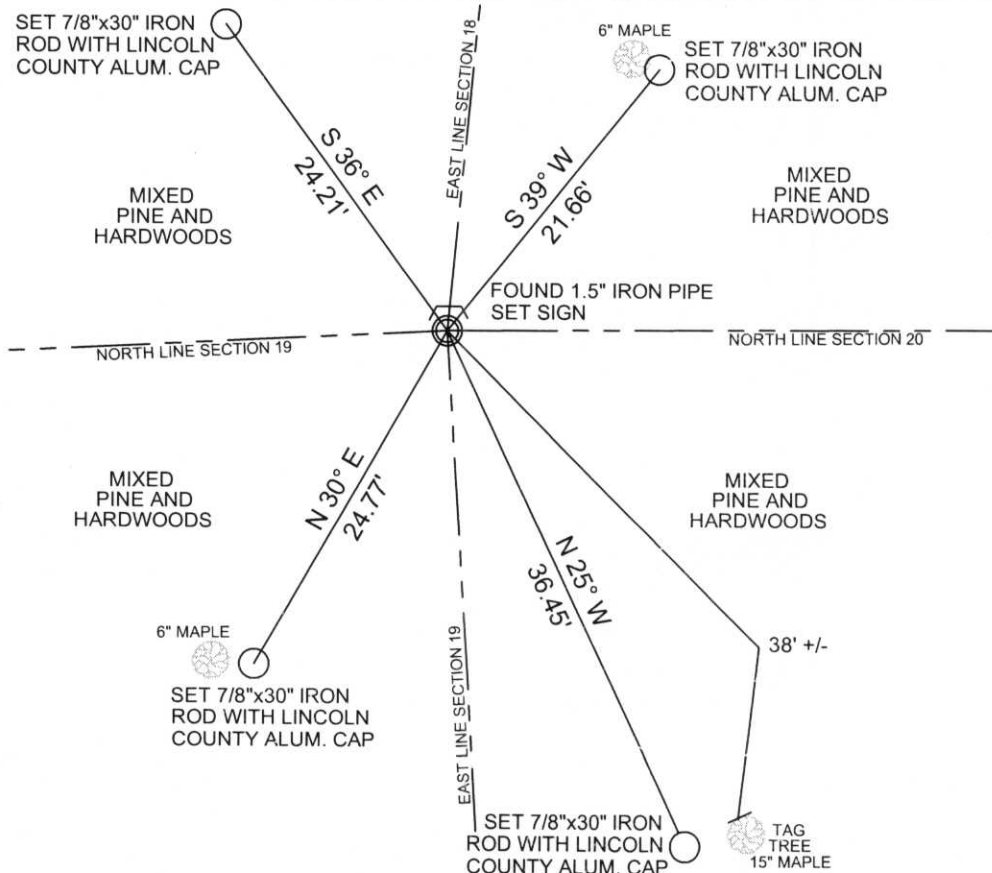 SET 7/8"x30" IRON
ROD WITH LINCOLN
COUNTY ALUM. CAP
EAST LINE SECTION 18
6" MAPLE
SET 7/8"x30" IRON
ROD WITH LINCOLN
COUNTY ALUM. CAP
S 36° E
24.21'
S 39° W
21.66'
MIXED
PINE AND
HARDWOODS
MIXED
PINE AND
HARDWOODS
FOUND 1.5" IRON PIPE
SET SIGN
NORTH LINE SECTION 19
NORTH LINE SECTION 20
MIXED
PINE AND
HARDWOODS
N 30° E
24.77'
MIXED
PINE AND
HARDWOODS
N 25° W
36.45'
6" MAPLE
SET 7/8"x30" IRON
ROD WITH LINCOLN
COUNTY ALUM. CAP
38' +/-
EAST LINE SECTION 19
SET 7/8"x30" IRON
ROD WITH LINCOLN
COUNTY ALUM. CAP
TAG
TREE
15" MAPLE